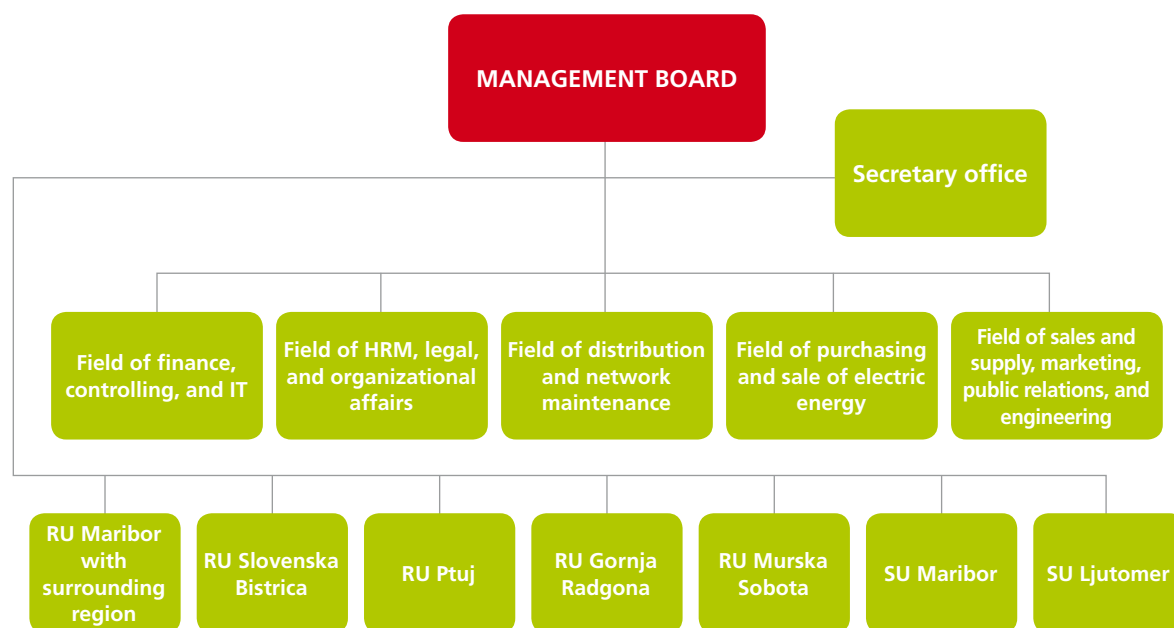 MANAGEMENT BOARD
Secretary office
Field of finance,
controlling, and IT
Field of HRM, legal,
and organizational
affairs
Field of distribution
and network
maintenance
Field of purchasing
and sale of electric
energy
Field of sales and
supply, marketing,
public relations, and
engineering
RU Maribor
with
surrounding
region
RU Slovenska
Bistrica
RU Ptuj
RU Gornja
Radgona
RU Murska
Sobota
SU Maribor
SU Ljutomer